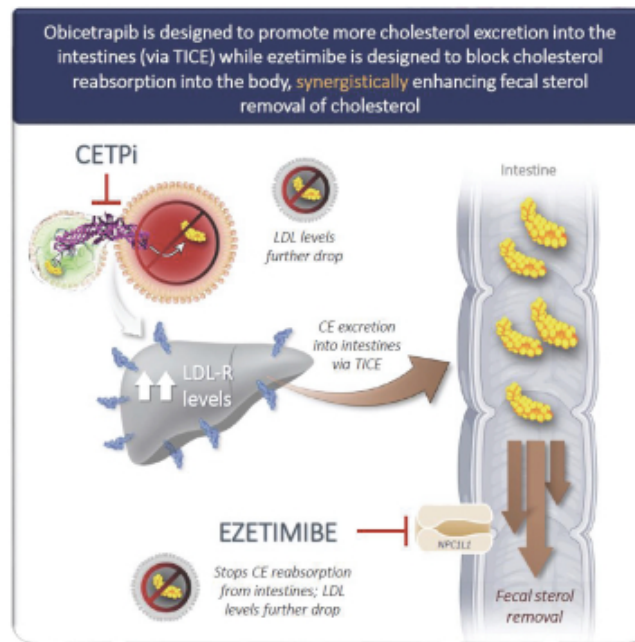 Obicetrapib is designed to promote more cholesterol excretion into the
intestines (via TICE) while ezetimibe is designed to block cholesterol
reabsorption into the body, synergistically enhancing fecal sterol
removal of cholesterol
CETPi
Intestine
LDL levels
further drop
CE excretion
into intestines
via TICE
LDL-R
levels
EZETIMIBE
NPC1L1
Stops CE reabsorption
from intestines; LDL
levels further drop
Fecal sterol
removal